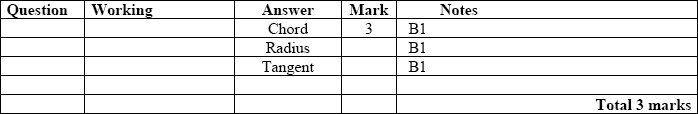 Question Working Answer Mark Notes
Chord 3 B1
Radius B1
Tangent B1
Total 3 marks